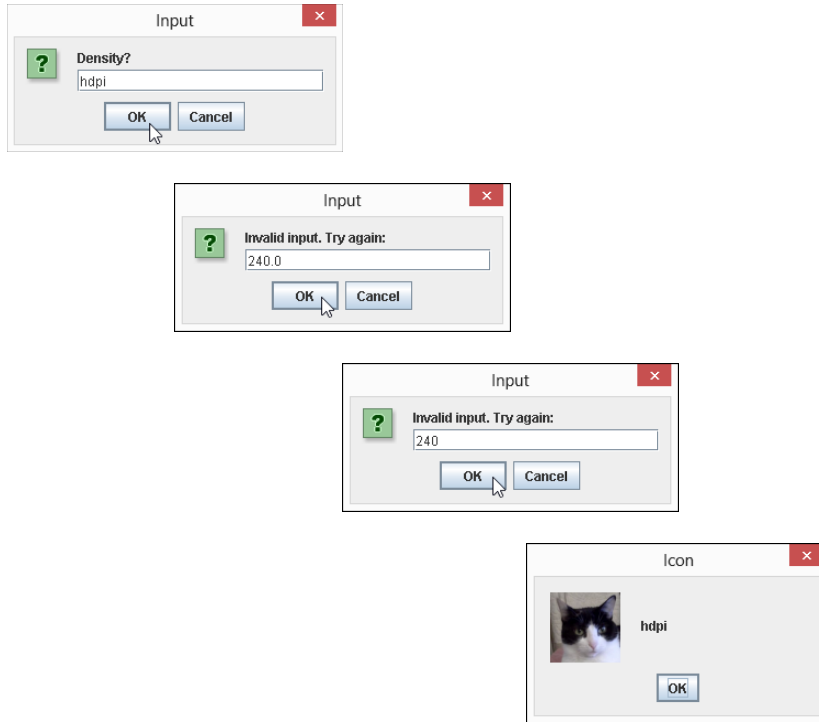 Input
Density?
hdpi
OK Cancel
Input
Invalid input. Try again:
240.0
OK Cancel
Input
Invalid input. Try again:
240
OK Cancel
Icon
hdpi
OK